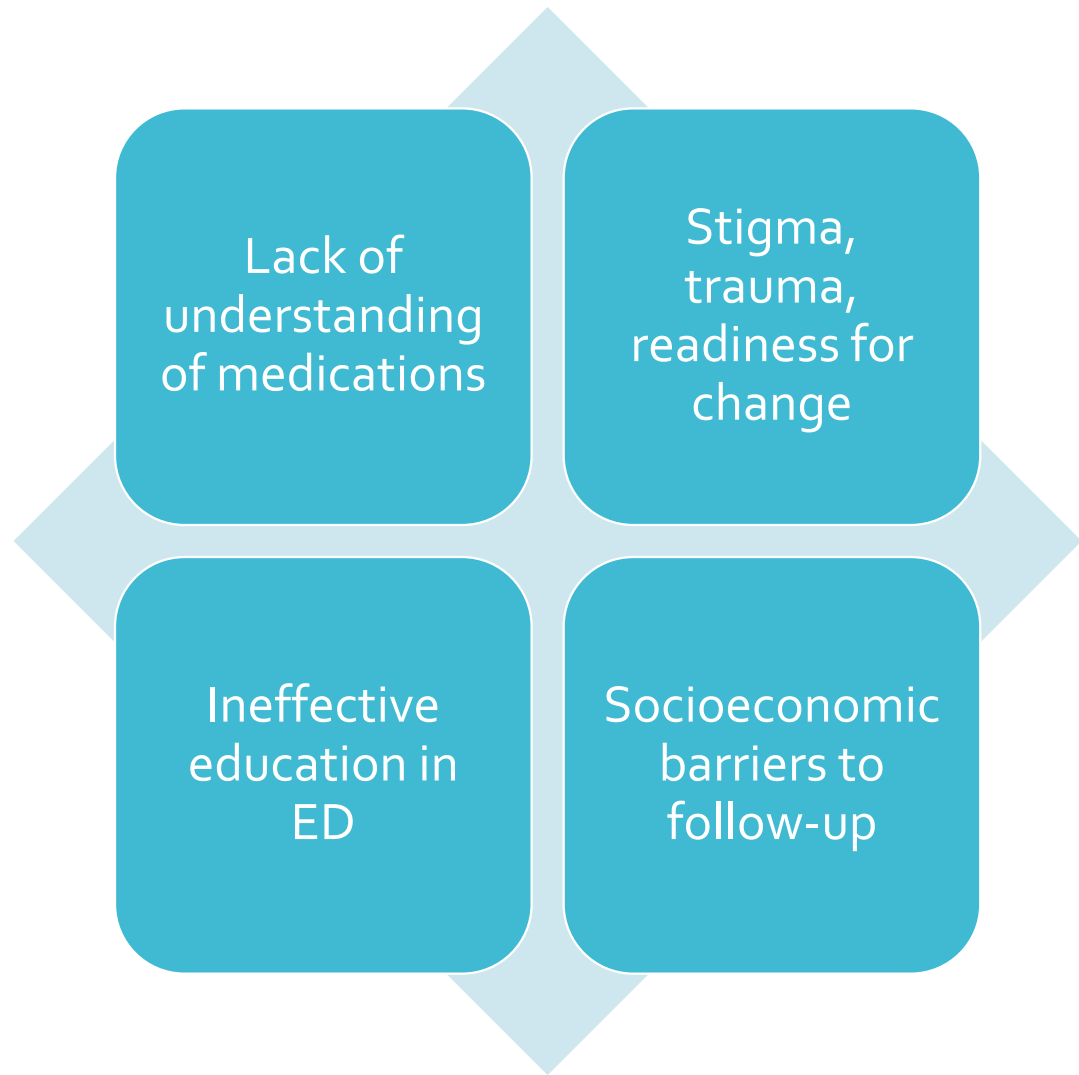 Lack of
understanding
of medications
Stigma,
trauma,
readiness for
change
Ineffective
education in
ED
Socioeconomic
barriers to
follow-up